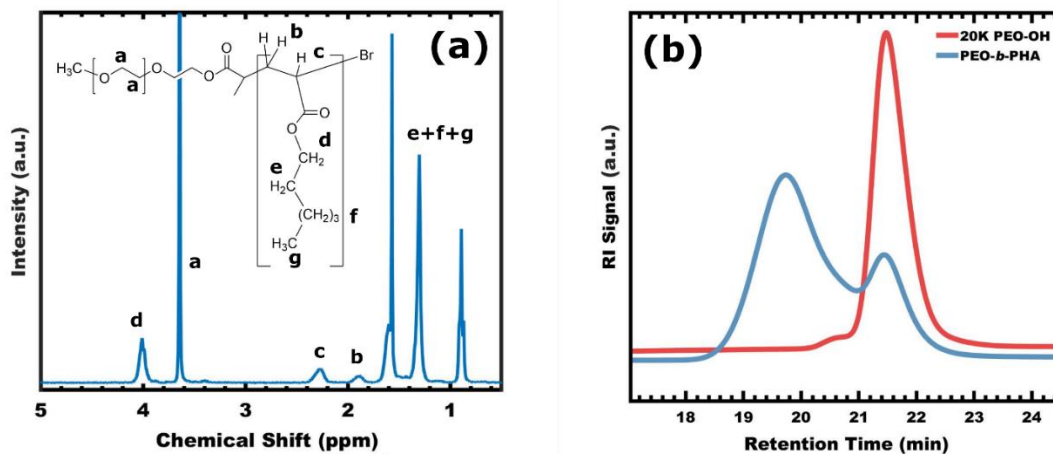 (a)
b
H H
c
H
Br
a
O
O
H₃C
O
O
O
a
O
O
d
CH₂
e
H₂C
(CH₂)₃
f
H₃C
g
e+f+g
a
d
c
b
Intensity (a.u.)
5 4 3 2 1
Chemical Shift (ppm)
(b)
20K PEO-OH
PEO-b-PHA
RI Signal (a.u.)
18 19 20 21 22 23 24
Retention Time (min)